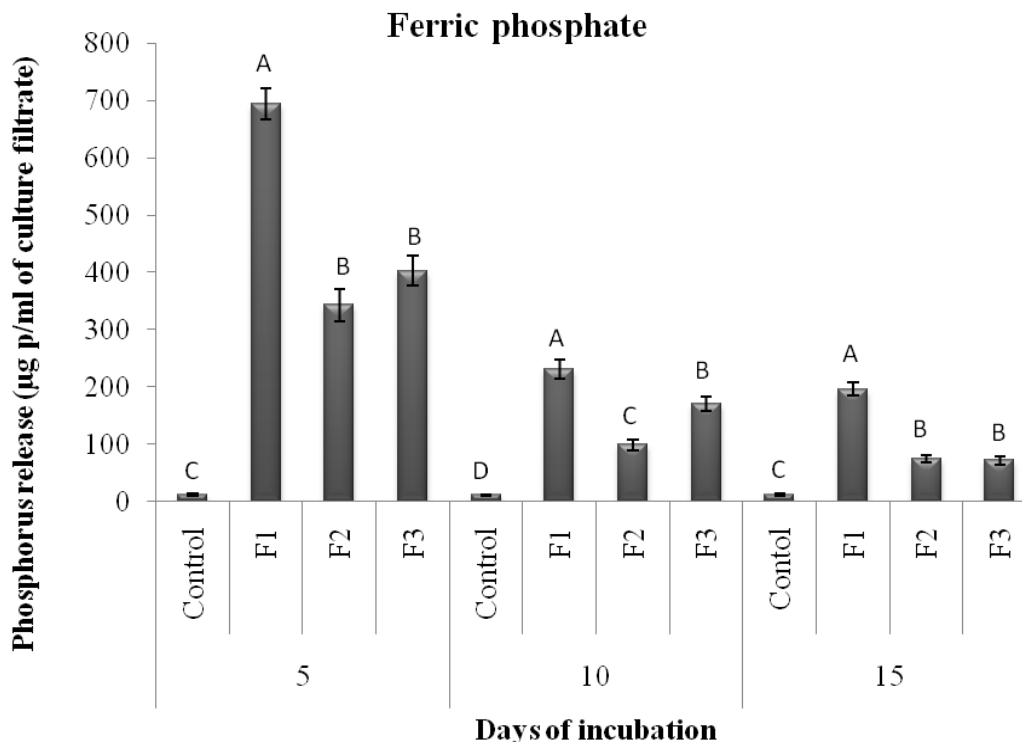 Ferric phosphate
Phosphorus release (µg p/ml of culture filtrate)
800
700
600
500
400
300
200
100
0
C
A
B
B
D
A
C
B
C
A
B
B
Control
F1
F2
F3
Control
F1
F2
F3
Contol
F1
F2
F3
5
10
15
Days of incubation